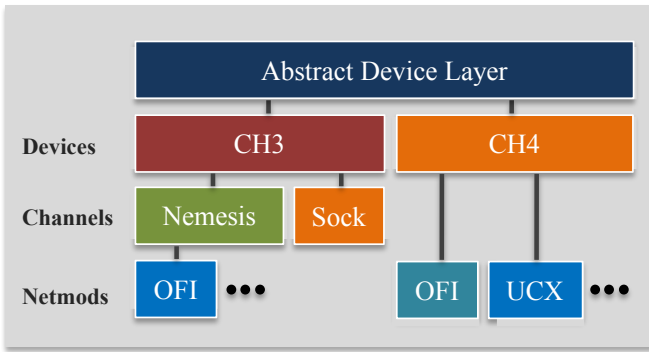 Abstract Device Layer
Devices CH3 CH4
Channels Nemesis Sock
Netmods OFI ••• OFI UCX •••